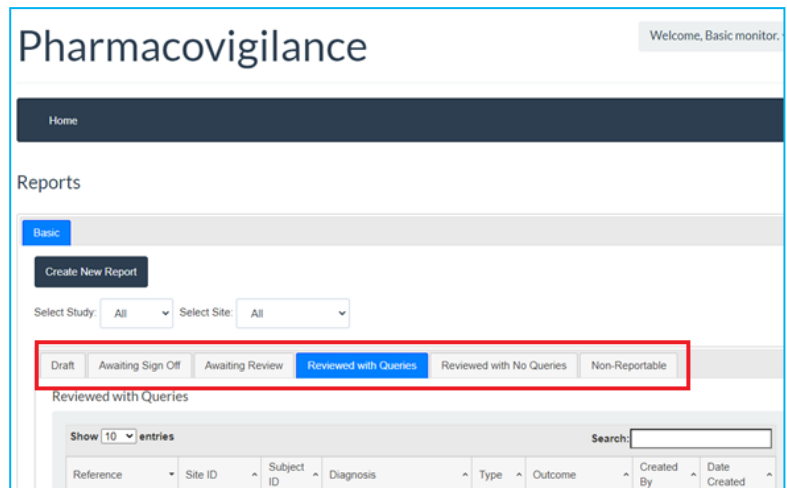 Pharmacovigilance
Welcome, Basic monitor.
Home
Reports
Basic
Create New Report
Select Study: All Select Site: All
Draft Awaiting Sign Off Awaiting Review Reviewed with Queries Reviewed with No Queries Non-Reportable
Reviewed with Queries
Show 10 entries Search:
Reference Site ID Subject ID Diagnosis Type Outcome Created By Date Created